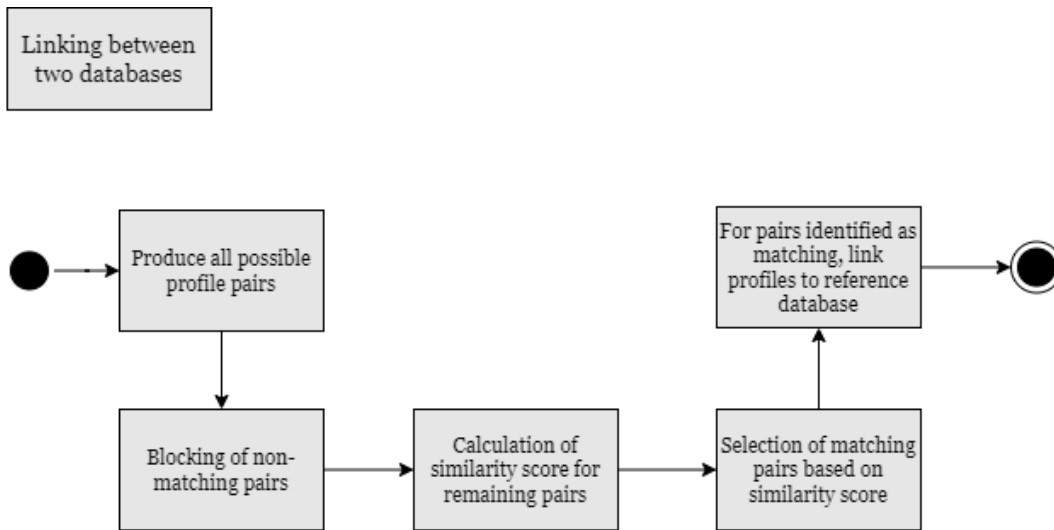 Linking between
two databases
Produce all possible
profile pairs
For pairs identified as
matching, link
profiles to reference
database
Blocking of non-
matching pairs
Calculation of
similarity score for
remaining pairs
Selection of matching
pairs based on
similarity score